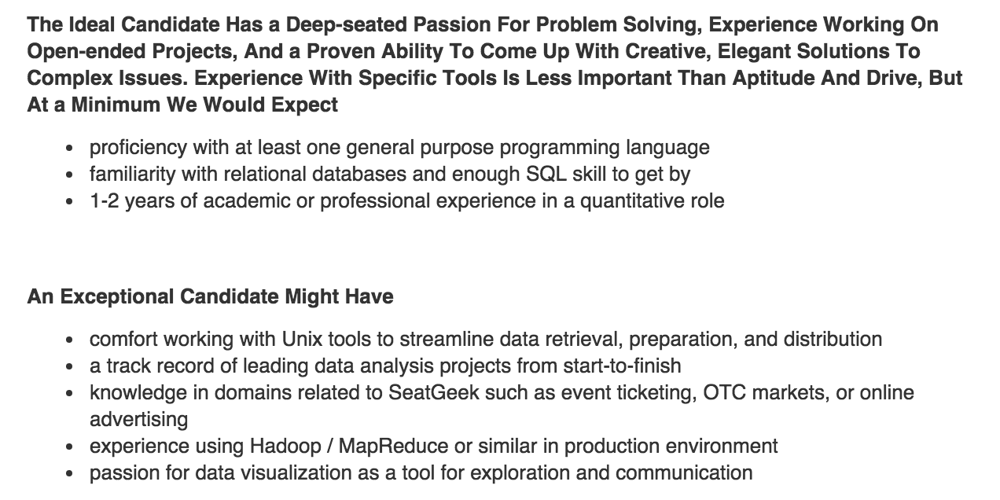 The Ideal Candidate Has a Deep-seated Passion For Problem Solving, Experience Working On
Open-ended Projects, And a Proven Ability To Come Up With Creative, Elegant Solutions To
Complex Issues. Experience With Specific Tools Is Less Important Than Aptitude And Drive, But
At a Minimum We Would Expect
• proficiency with at least one general purpose programming language
• familiarity with relational databases and enough SQL skill to get by
• 1-2 years of academic or professional experience in a quantitative role
An Exceptional Candidate Might Have
• comfort working with Unix tools to streamline data retrieval, preparation, and distribution
• a track record of leading data analysis projects from start-to-finish
• knowledge in domains related to SeatGeek such as event ticketing, OTC markets, or online
advertising
• experience using Hadoop / MapReduce or similar in production environment
• passion for data visualization as a tool for exploration and communication